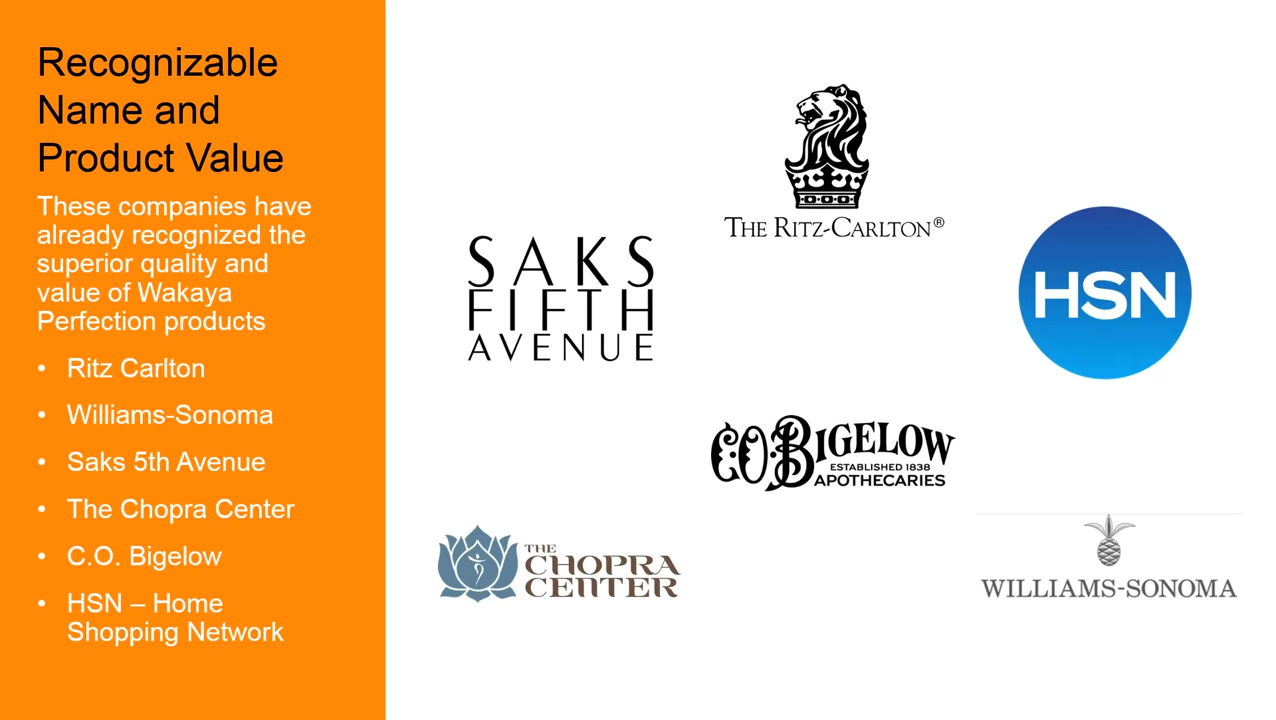 Recognizable
Name and
Product Value
These companies have
already recognized the
superior quality and
value of Wakaya
Perfection products
• Ritz Carlton
• Williams-Sonoma
• Saks 5th Avenue
• The Chopra Center
• C.O. Bigelow
• HSN – Home
Shopping Network
THE RITZ-CARLTON®
SAKS
FIFTH
AVENUE
HSN
C.O. BIGELOW
ESTABLISHED 1838
APOTHECARIES
THE
CHOPRA
CENTER
WILLIAMS-SONOMA